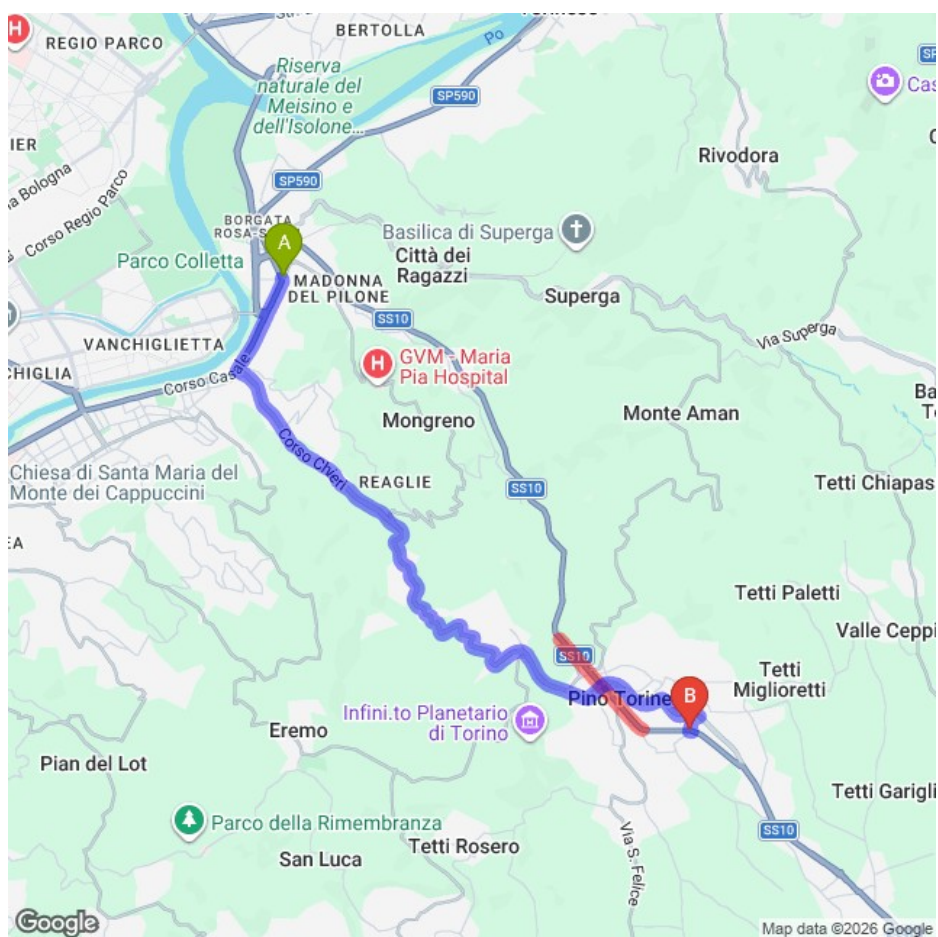 H
REGIO PARCO
BERTOLLA
Po
Riserva
naturale del
Meisino e
dell'Isolone...
SP590
Cas
IER
Bologna
Corso Regio Parco
Rivodora
SP590
BORGATA
A
Basilica di Superga
Parco Colletta
Città dei
Ragazzi
MADONNA
DEL PILONE
Superga
SS10
VANCHIGLIETTA
Via Superga
CHIGLIA
Corso Casale
H
GVM - Maria
Pia Hospital
Mongreno
Monte Aman
Corso Chieri
Chiesa di Santa Maria del
Monte dei Cappuccini
REAGLIE
SS10
Tetti Chiapas
EA
Tetti Paletti
Valle Ceppi
SS10
Tetti
Miglioretti
Pino Torine
B
Infini.to Planetario
di Torino
Eremo
Pian del Lot
Tetti Garigli
Parco della Rimembranza
SS10
San Luca
Tetti Rosero
Via S. Felice
Google
Map data ©2026 Google